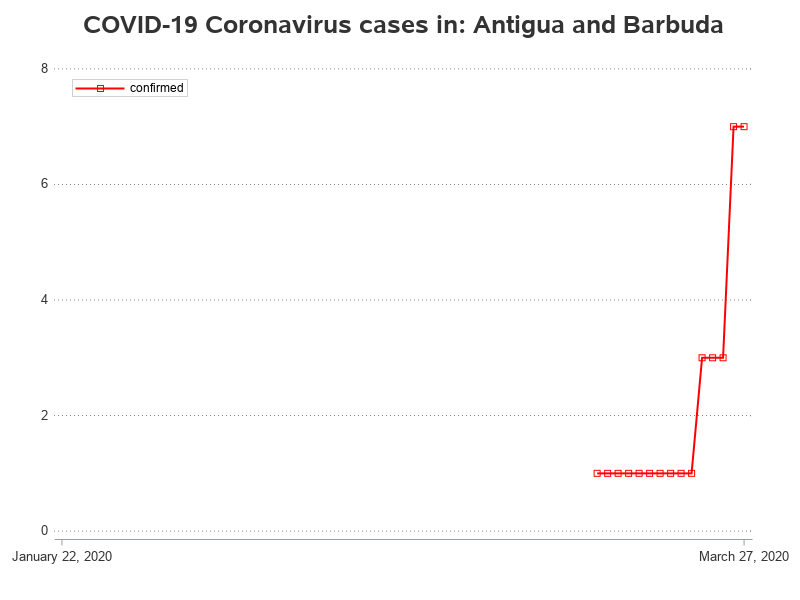 COVID-19 Coronavirus cases in: Antigua and Barbuda
8
confirmed
6
4
2
0
January 22, 2020
March 27, 2020